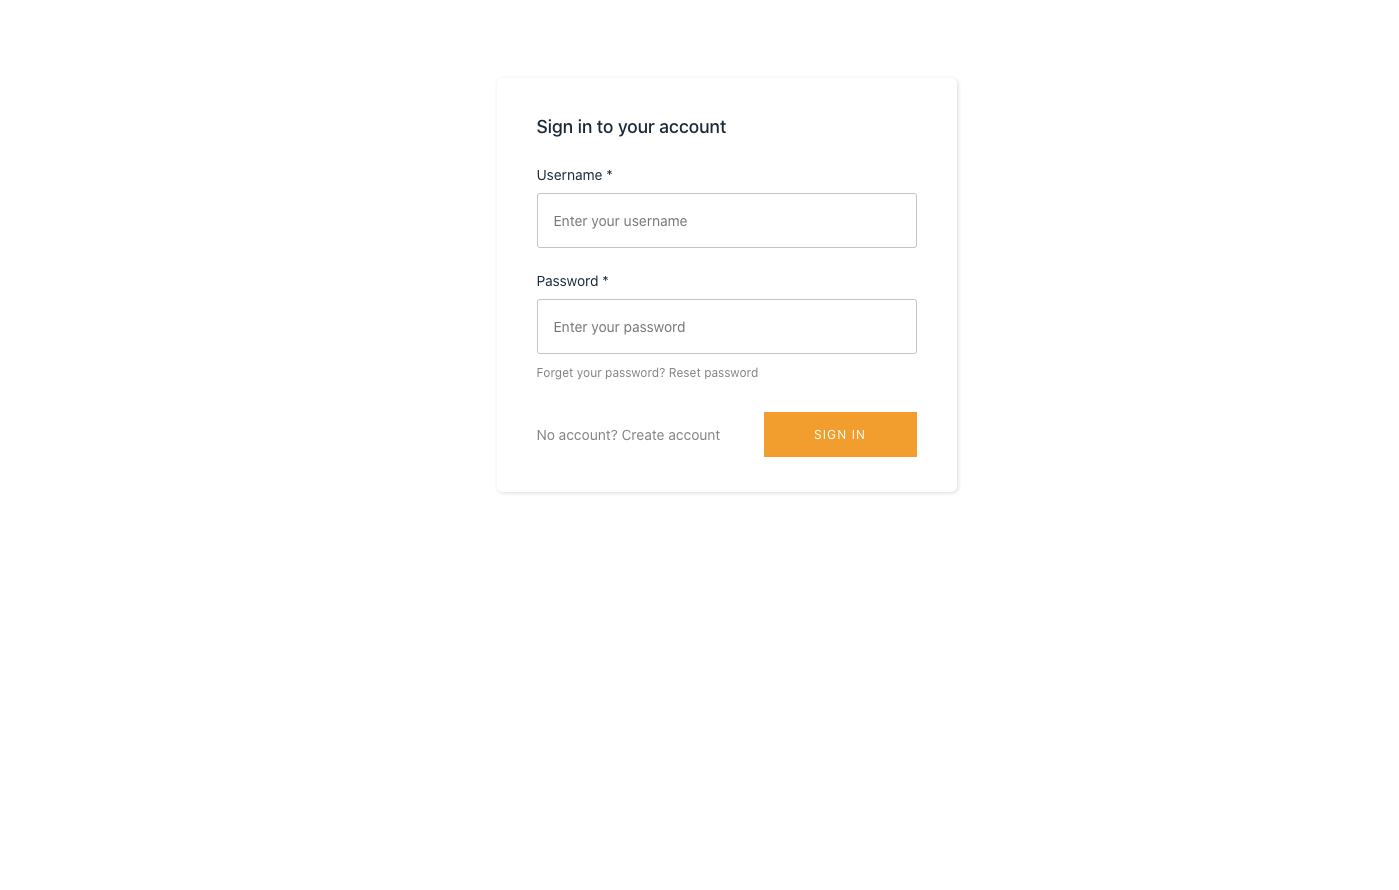 Sign in to your account
Username *
Enter your username
Password *
Enter your password
Forget your password? Reset password
No account? Create account
SIGN IN